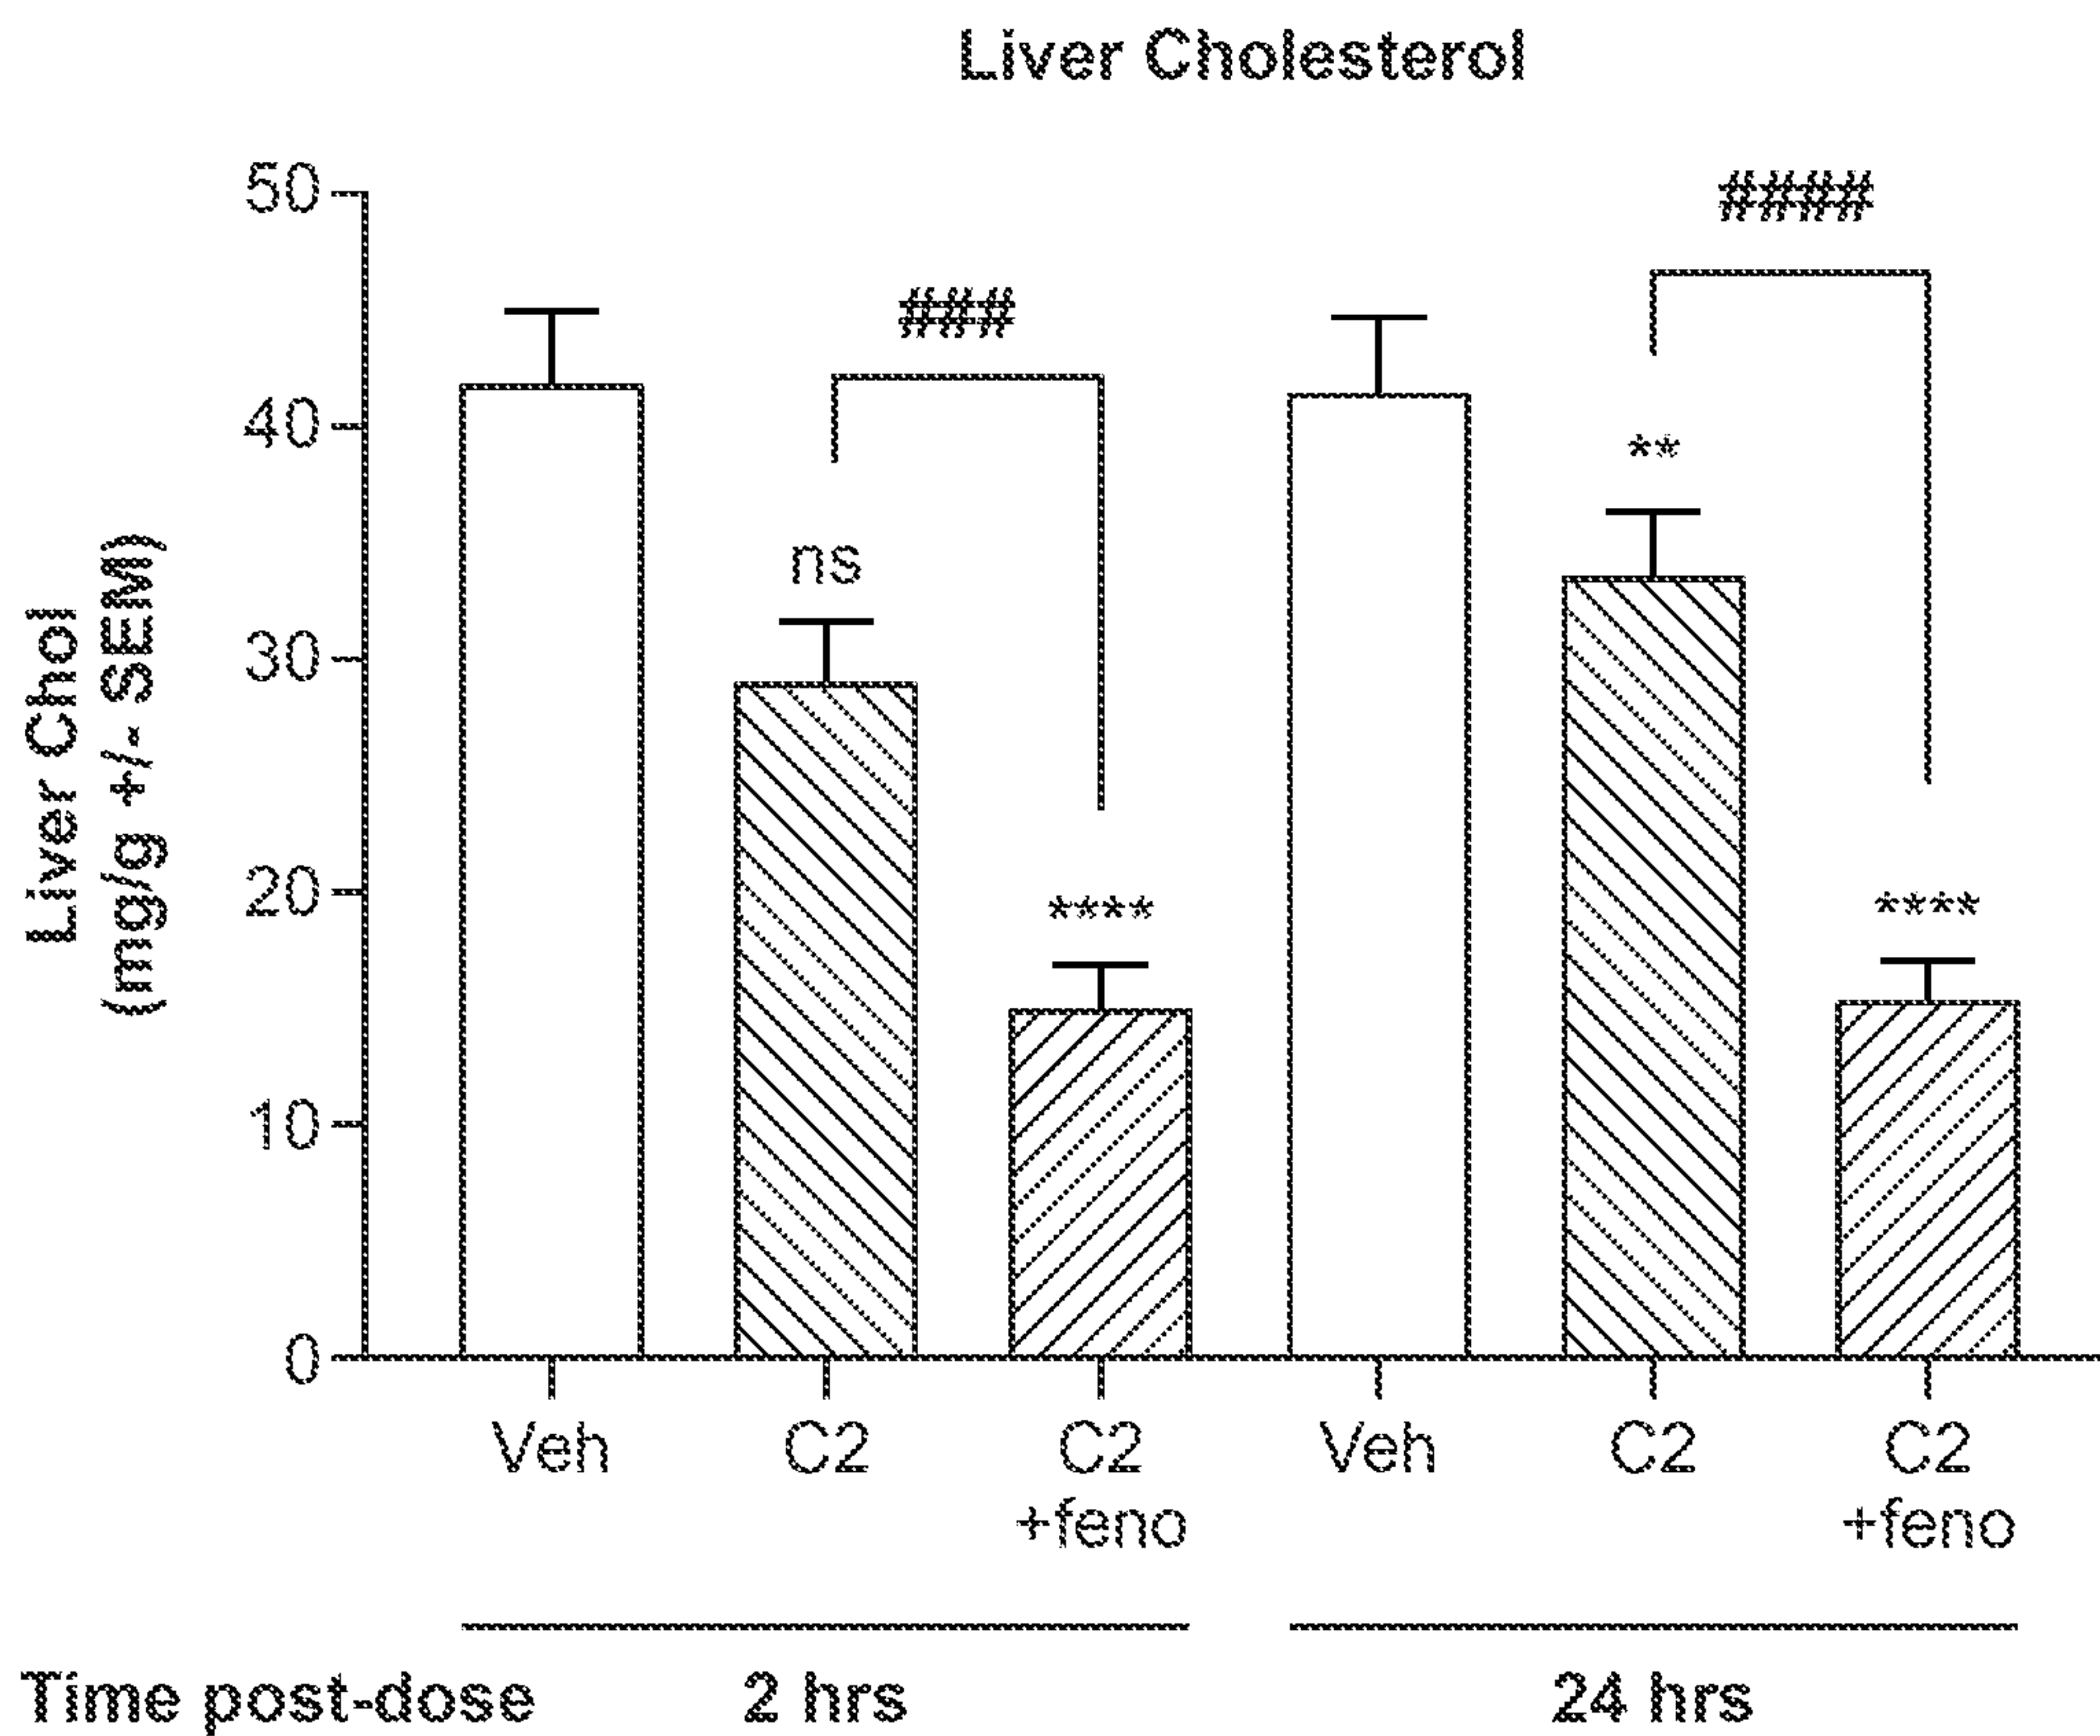 Liver Cholesterol
50
40
30
20
10
0
Liver Chol
(mg/g +/- SEM)
###
####
ns
****
**
****
Veh
C2
C2
+feno
Veh
C2
C2
+feno
Time post-dose
2 hrs
24 hrs